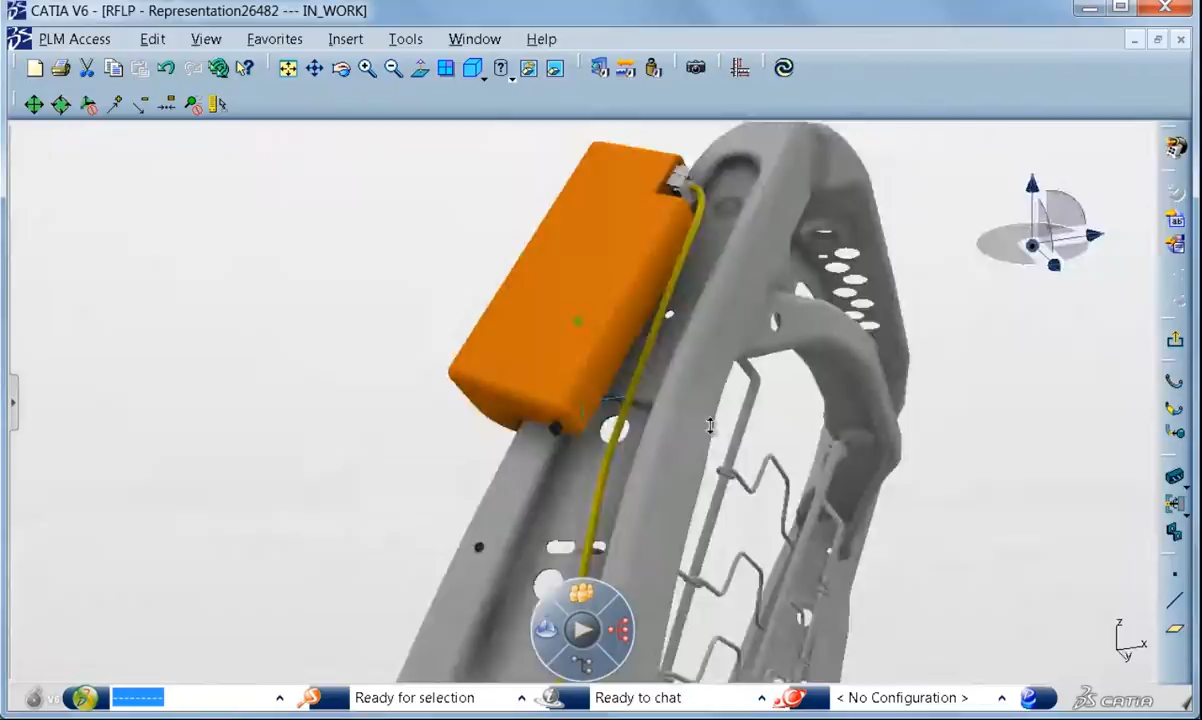 CATIA V6 - [RFLP - Representation26482 --- IN_WORK]
PLM Access Edit View Favorites Insert Tools Window Help
z
x
y
V6 --------- Ready for selection Ready to chat < No Configuration > CATIA